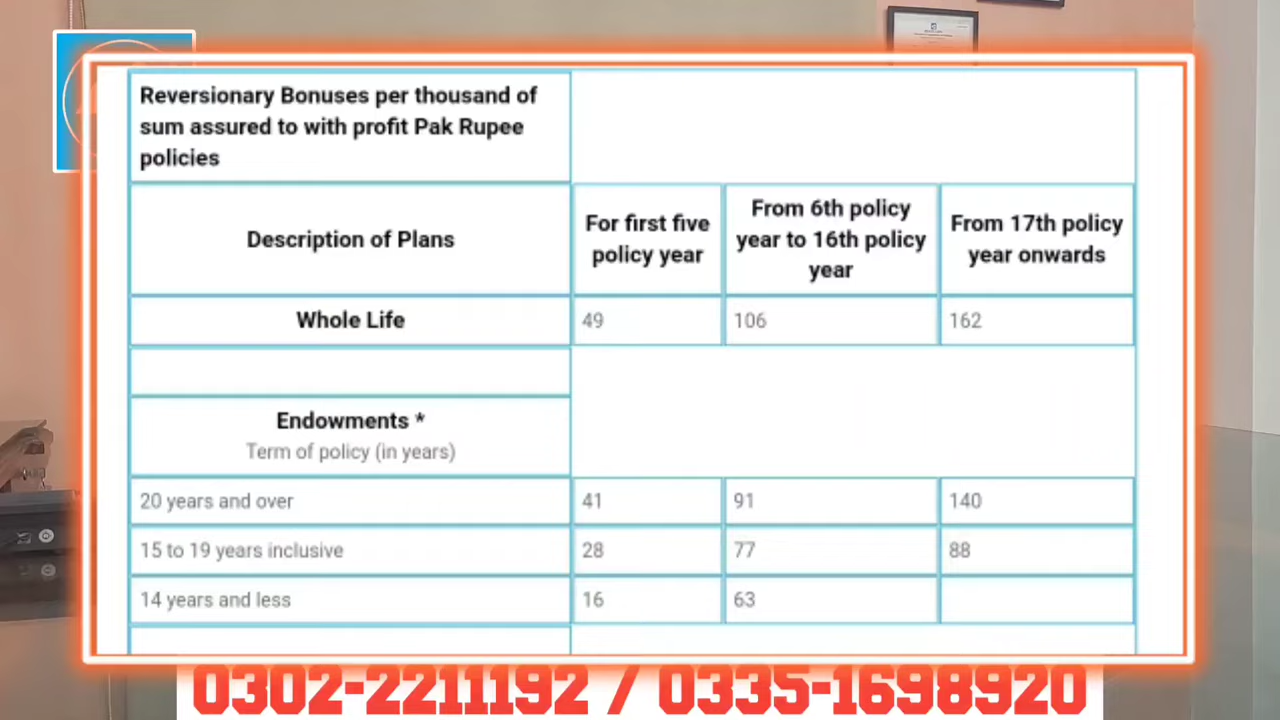 Reversionary Bonuses per thousand of
sum assured to with profit Pak Rupee
policies
Description of Plans
For first five
policy year
From 6th policy
year to 16th policy
year
From 17th policy
year onwards
Whole Life
49
106
162
Endowments *
Term of policy (in years)
20 years and over
41
91
140
15 to 19 years inclusive
28
77
88
14 years and less
16
63
0302-2211192 / 0335-1698920